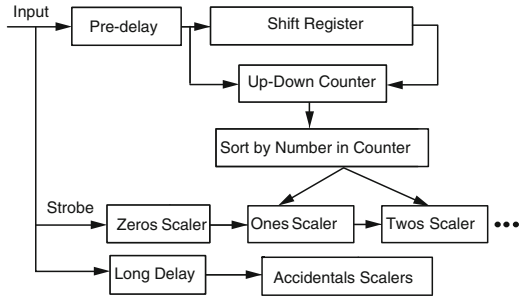 Input
Pre-delay
Shift Register
Up-Down Counter
Sort by Number in Counter
Strobe
Zeros Scaler
Ones Scaler
Twos Scaler
Long Delay
Accidentals Scalers